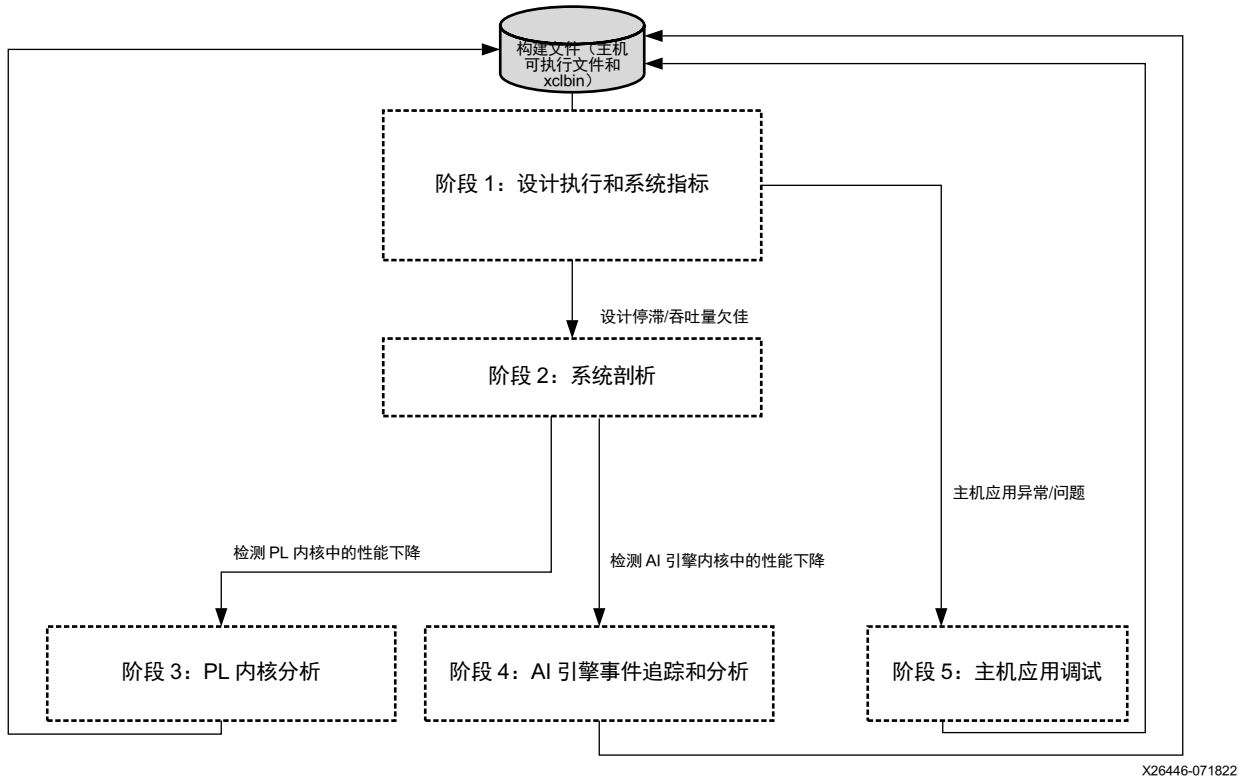 构建文件（主机
可执行文件和
xclbin）
阶段 1：设计执行和系统指标
设计停滞/吞吐量欠佳
阶段 2：系统剖析
主机应用异常/问题
检测 PL 内核中的性能下降
检测 AI 引擎内核中的性能下降
阶段 3：PL 内核分析
阶段 4：AI 引擎事件追踪和分析
阶段 5：主机应用调试
X26446-071822